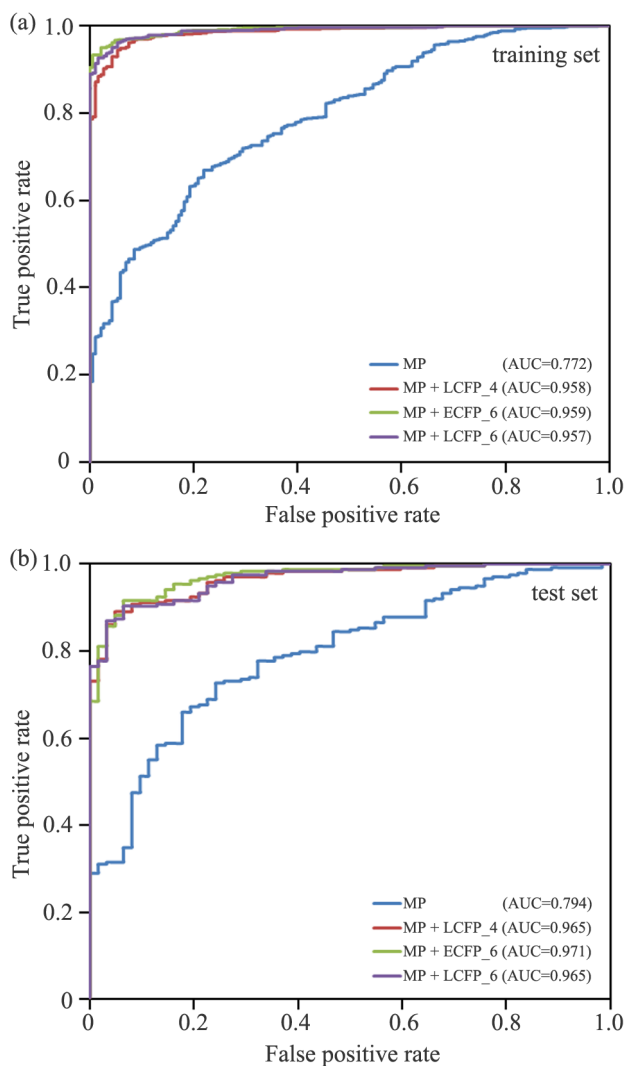 (a)
training set
True positive rate
1.0
0.8
0.6
0.4
0.2
0
MP (AUC=0.772)
MP + LCFP_4 (AUC=0.958)
MP + ECFP_6 (AUC=0.959)
MP + LCFP_6 (AUC=0.957)
0 0.2 0.4 0.6 0.8 1.0
False positive rate
(b)
test set
True positive rate
1.0
0.8
0.6
0.4
0.2
0
MP (AUC=0.794)
MP + LCFP_4 (AUC=0.965)
MP + ECFP_6 (AUC=0.971)
MP + LCFP_6 (AUC=0.965)
0 0.2 0.4 0.6 0.8 1.0
False positive rate